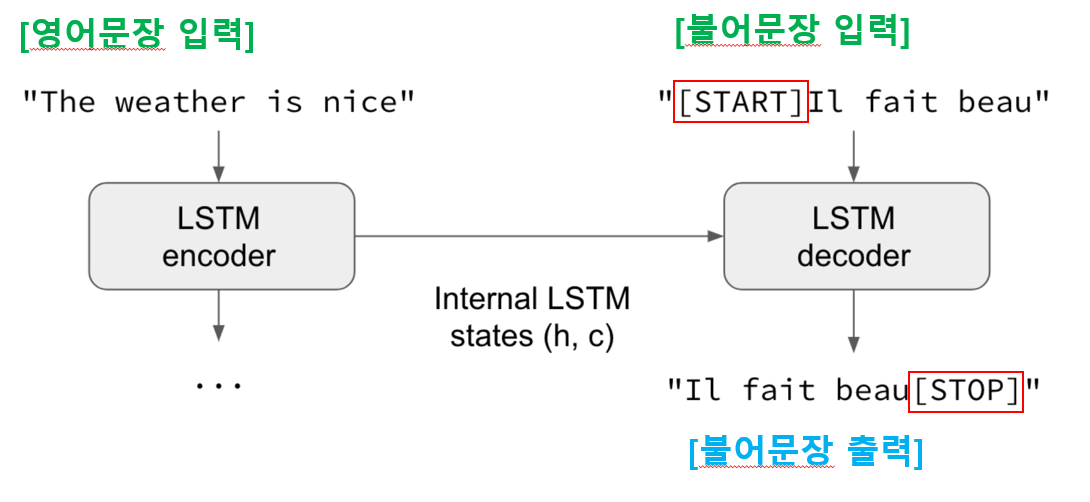 [영어문장 입력]
[불어문장 입력]
"The weather is nice"
"[START]Il fait beau"
LSTM
encoder
LSTM
decoder
Internal LSTM
states (h, c)
...
"Il fait beau[STOP]"
[불어문장 출력]